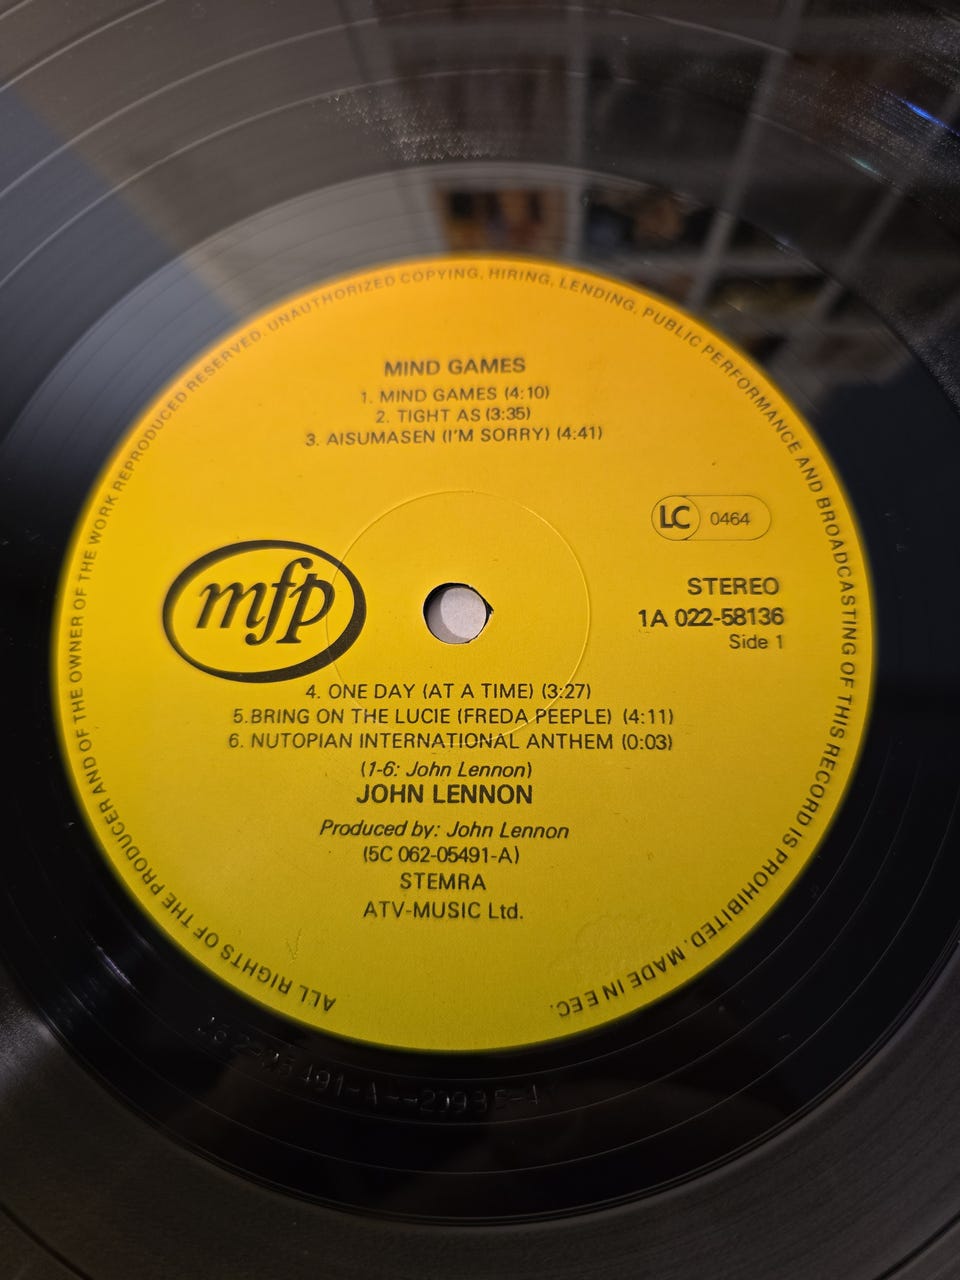 ALL RIGHTS OF THE PRODUCER AND OF THE OWNER OF THE WORK REPRODUCED RESERVED. UNAUTHORIZED COPYING, HIRING, LENDING, PUBLIC PERFORMANCE AND BROADCASTING OF THIS RECORD IS PROHIBITED. MADE IN EEC.
MIND GAMES
1. MIND GAMES (4:10)
2. TIGHT AS (3:35)
3. AISUMASEN (I'M SORRY) (4:41)
LC 0464
mfp
STEREO
1A 022-58136
Side 1
4. ONE DAY (AT A TIME) (3:27)
5.BRING ON THE LUCIE (FREDA PEEPLE) (4:11)
6. NUTOPIAN INTERNATIONAL ANTHEM (0:03)
(1-6: John Lennon)
JOHN LENNON
Produced by: John Lennon
(5C 062-05491-A)
STEMRA
ATV-MUSIC Ltd.